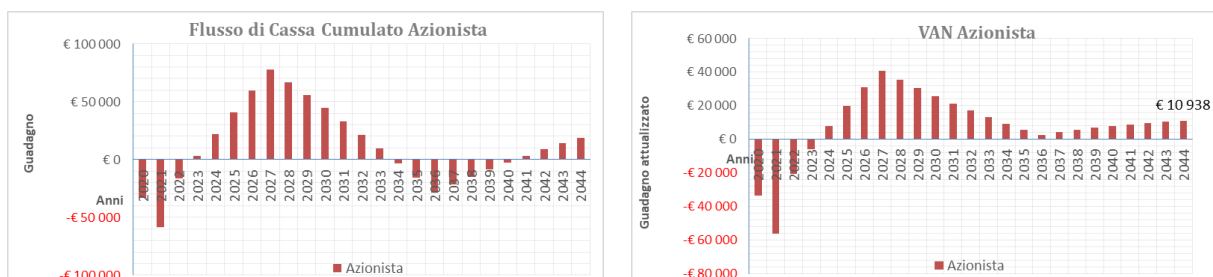 Flusso di Cassa Cumulato Azionista
€ 100 000
€ 50 000
€ 0
-€ 50 000
-€ 100 000
Guadagno
Anni
2020 2021 2022 2023 2024 2025 2026 2027 2028 2029 2030 2031 2032 2033 2034 2035 2036 2037 2038 2039 2040 2041 2042 2043 2044
Azionista
VAN Azionista
€ 60 000
€ 40 000
€ 20 000
€ 0
-€ 20 000
-€ 40 000
-€ 60 000
-€ 80 000
Guadagno attualizzato
€ 10 938
Anni
2020 2021 2022 2023 2024 2025 2026 2027 2028 2029 2030 2031 2032 2033 2034 2035 2036 2037 2038 2039 2040 2041 2042 2043 2044
Azionista